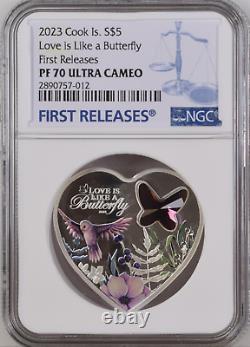 2023 Cook Is. S$5
Love is Like a Butterfly
First Releases
PF 70 ULTRA CAMEO
2890757-012
FIRST RELEASES®
NGC
LOVE IS
LIKE A
Butterfly